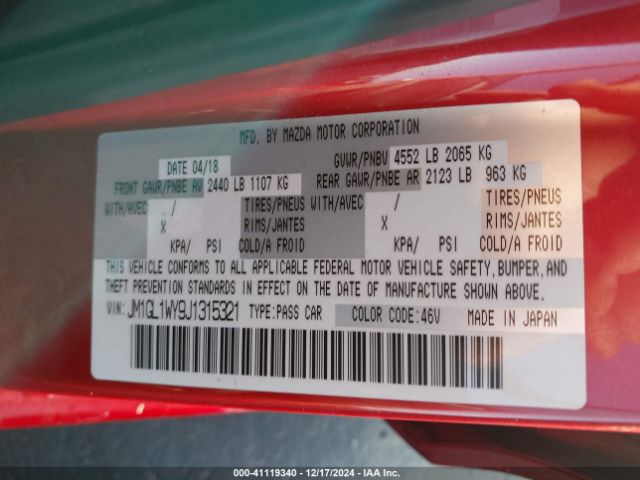 MFD. BY MAZDA MOTOR CORPORATION
DATE 04/18 GVWR/PNBV 4552 LB 2065 KG
FRONT GAWR/PNBE AV 2440 LB 1107 KG REAR GAWR/PNBE AR 2123 LB 963 KG
WITH/AVEC / TIRES/PNEUS WITH/AVEC / TIRES/PNEUS
X RIMS/JANTES X RIMS/JANTES
KPA/ PSI COLD/A FROID KPA/ PSI COLD/A FROID
THIS VEHICLE CONFORMS TO ALL APPLICABLE FEDERAL MOTOR VEHICLE SAFETY,BUMPER,AND
THEFT PREVENTION STANDARDS IN EFFECT ON THE DATE OF MANUFACTURE SHOWN ABOVE.
VIN: JM1GL1WY9J1315321 TYPE:PASS CAR COLOR CODE:46V MADE IN JAPAN
000-41119340 - 12/17/2024 - IAA Inc.